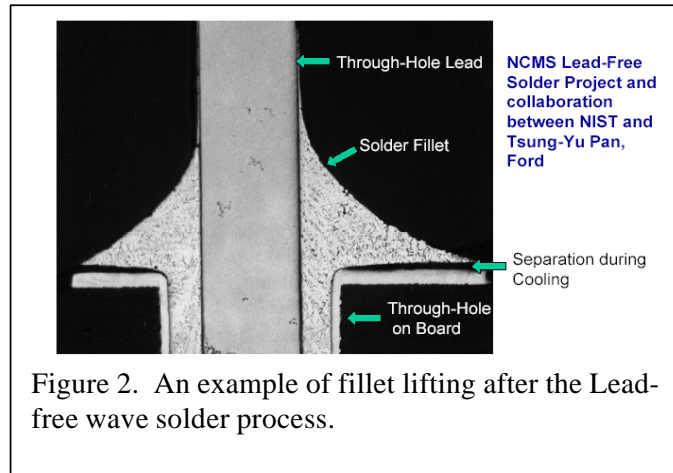 Through-Hole Lead
NCMS Lead-Free
Solder Project and
collaboration
between NIST and
Tsung-Yu Pan,
Ford
Solder Fillet
Separation during
Cooling
Through-Hole
on Board
Figure 2.  An example of fillet lifting after the Lead-
free wave solder process.